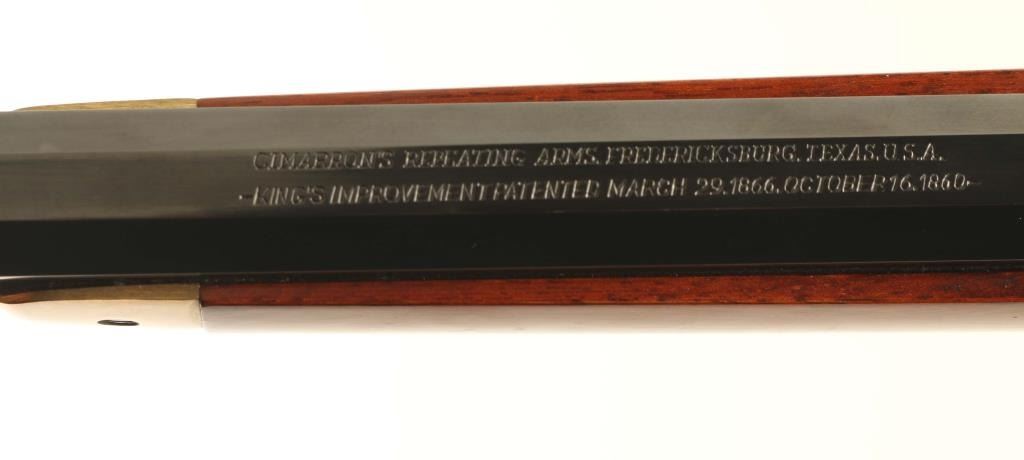 CIMARRON'S REPEATING ARMS. FREDERICKSBURG. TEXAS. U.S.A.
-KING'S IMPROVEMENT PATENTED MARCH 29. 1866. OCTOBER 16. 1860-